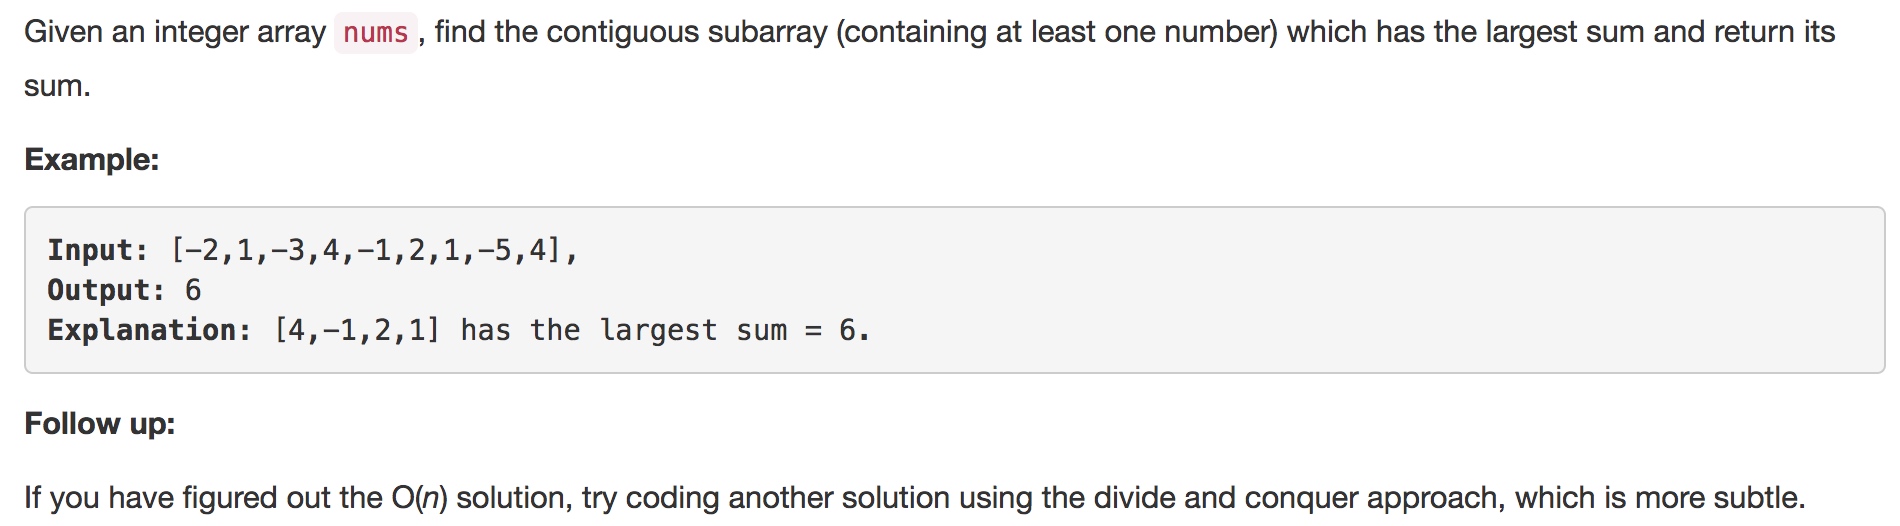 Given an integer array nums , find the contiguous subarray (containing at least one number) which has the largest sum and return its
sum.
Example:
Input: [−2,1,−3,4,−1,2,1,−5,4],
Output: 6
Explanation: [4,−1,2,1] has the largest sum = 6.
Follow up:
If you have figured out the O(n) solution, try coding another solution using the divide and conquer approach, which is more subtle.